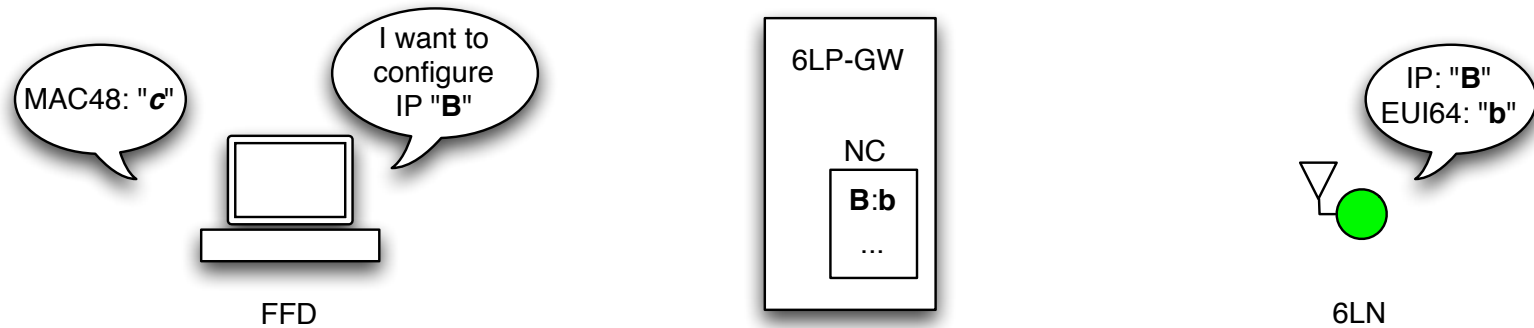 MAC48: "c"
I want to
configure
IP "B"
FFD
6LP-GW
NC
B:b
...
IP: "B"
EUI64: "b"
6LN